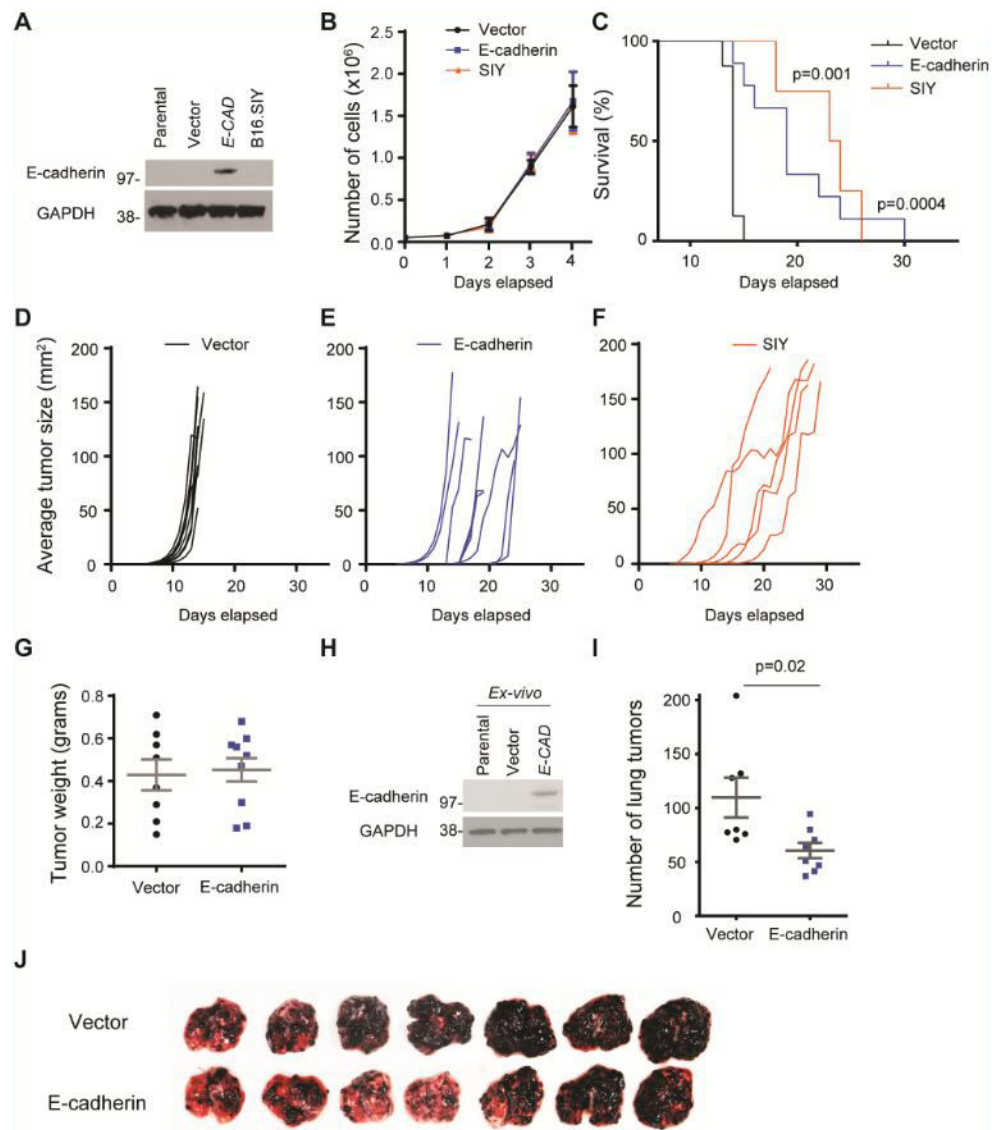 A
Parental
Vector
E-CAD
B16.SIY
E-cadherin
97-
GAPDH
38-
B
Number of cells (x10⁶)
2.5
2.0
1.5
1.0
0.5
0.0
0 1 2 3 4
Days elapsed
Vector
E-cadherin
SIY
C
Survival (%)
100
50
0
10 20 30
Days elapsed
Vector
E-cadherin
SIY
p=0.001
p=0.0004
D
Vector
Average tumor size (mm²)
200
150
100
50
0
0 10 20 30
Days elapsed
E
E-cadherin
200
150
100
50
0
0 10 20 30
Days elapsed
F
SIY
200
150
100
50
0
0 10 20 30
Days elapsed
G
Tumor weight (grams)
0.8
0.6
0.4
0.2
0.0
Vector E-cadherin
H
Ex-vivo
Parental
Vector
E-CAD
E-cadherin
97-
GAPDH
38-
I
p=0.02
Number of lung tumors
200
150
100
50
0
Vector E-cadherin
J
Vector
E-cadherin